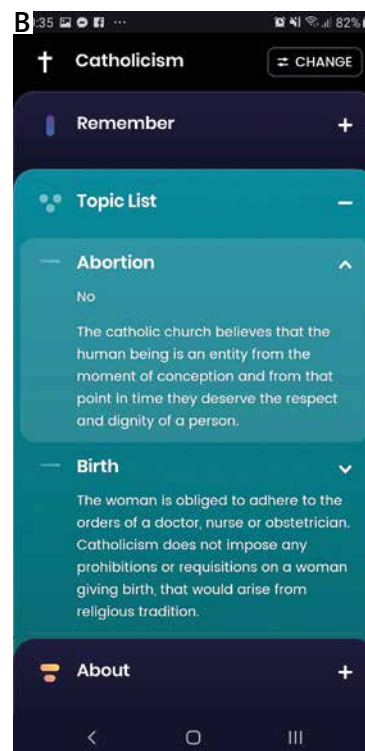 B :35 ... 82%
✝ Catholicism CHANGE
Remember +
Topic List −
Abortion
No
The catholic church believes that the
human being is an entity from the
moment of conception and from that
point in time they deserve the respect
and dignity of a person.
Birth
The woman is obliged to adhere to the
orders of a doctor, nurse or obstetrician.
Catholicism does not impose any
prohibitions or requisitions on a woman
giving birth, that would arise from
religious tradition.
About +